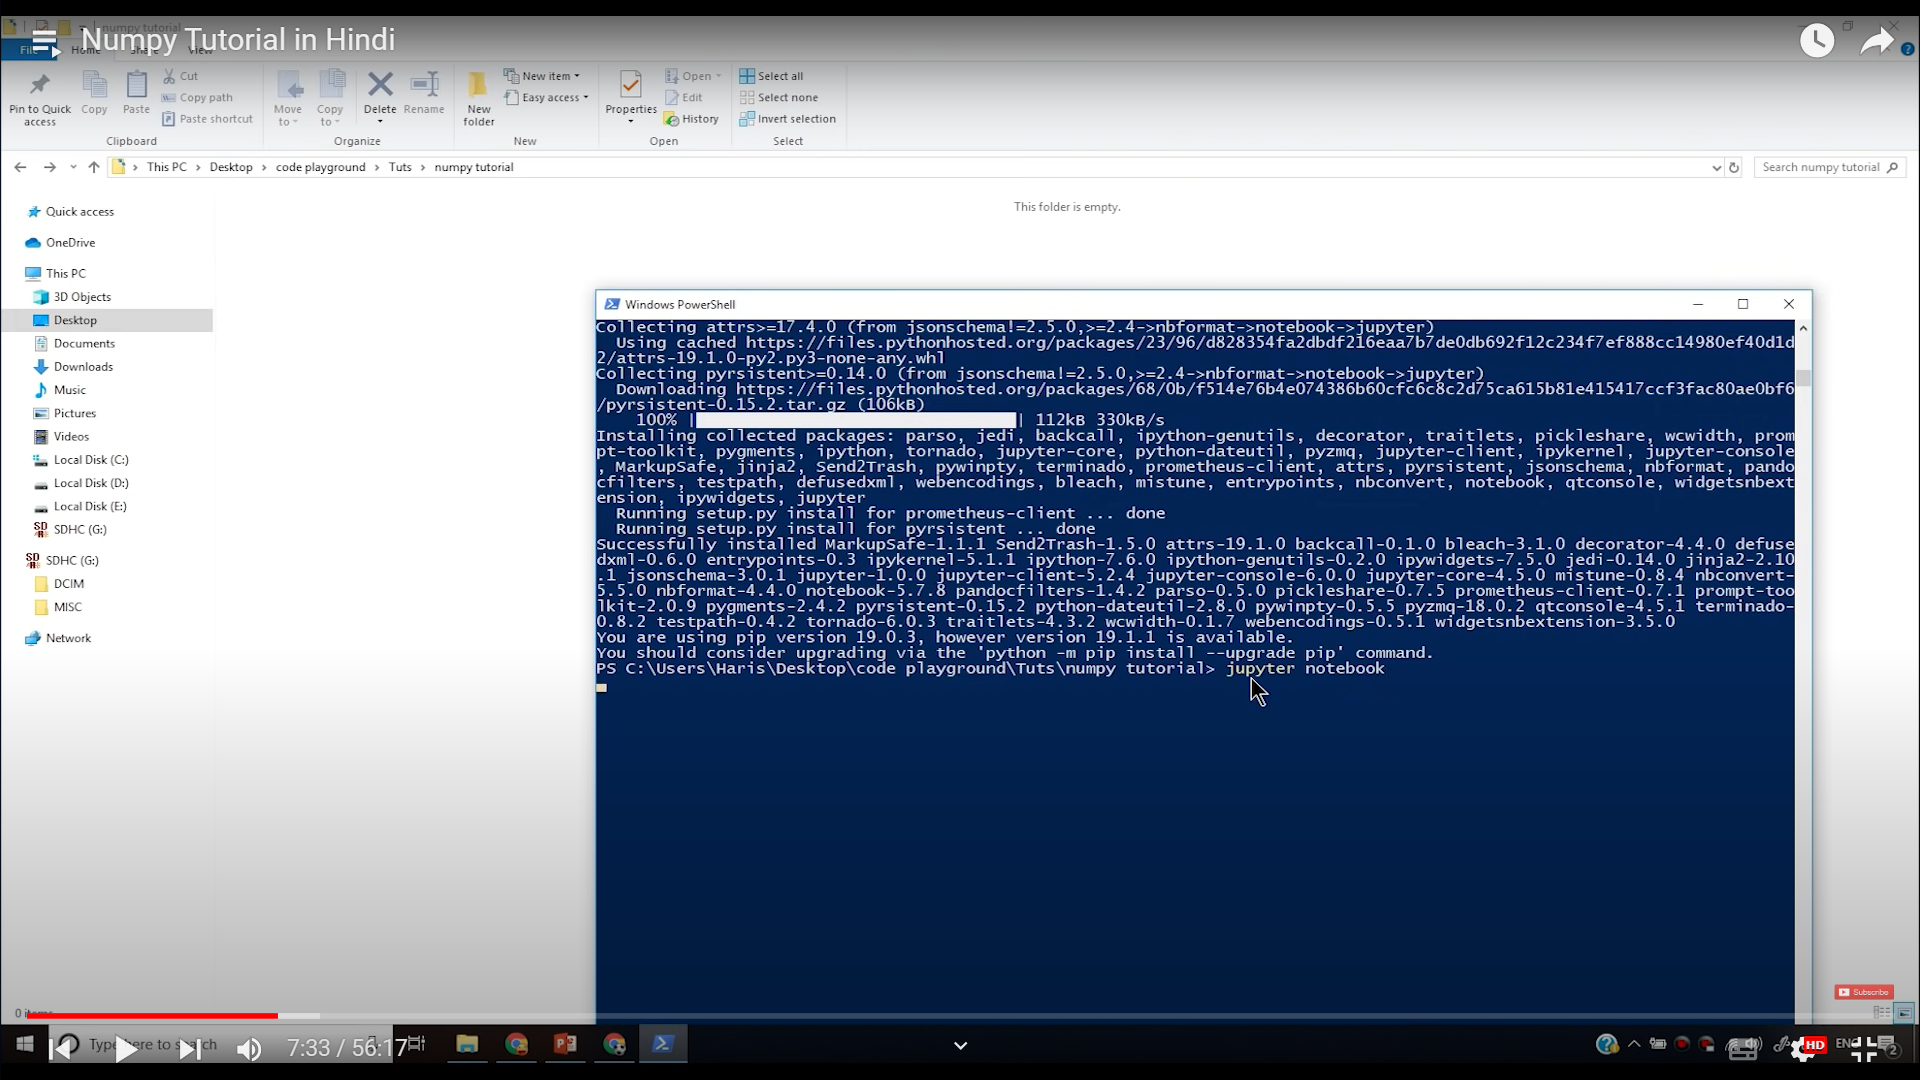 numpy tutorial
Numpy Tutorial in Hindi
File Home Share View
Pin to Quick access
Copy
Paste
Cut
Copy path
Paste shortcut
Clipboard
Move to
Copy to
Delete
Rename
Organize
New folder
New item
Easy access
New
Properties
Open
Edit
History
Open
Select all
Select none
Invert selection
Select
This PC > Desktop > code playground > Tuts > numpy tutorial
Search numpy tutorial
This folder is empty.
Quick access
OneDrive
This PC
3D Objects
Desktop
Documents
Downloads
Music
Pictures
Videos
Local Disk (C:)
Local Disk (D:)
Local Disk (E:)
SDHC (G:)
SDHC (G:)
DCIM
MISC
Network
Windows PowerShell
Collecting attrs>=17.4.0 (from jsonschema!=2.5.0,>=2.4->nbformat->notebook->jupyter)
Using cached https://files.pythonhosted.org/packages/23/96/d828354fa2dbdf216eaa7b7de0db692f12c234f7ef888cc14980ef40d1d
2/attrs-19.1.0-py2.py3-none-any.whl
Collecting pyrsistent>=0.14.0 (from jsonschema!=2.5.0,>=2.4->nbformat->notebook->jupyter)
Downloading https://files.pythonhosted.org/packages/68/0b/f514e76b4e074386b60cfc6c8c2d75ca615b81e415417ccf3fac80ae0bf6
/pyrsistent-0.15.2.tar.gz (106kB)
100% | | 112kB 330kB/s
Installing collected packages: parso, jedi, backcall, ipython-genutils, decorator, traitlets, pickleshare, wcwidth, prom
pt-toolkit, pygments, ipython, tornado, jupyter-core, python-dateutil, pyzmq, jupyter-client, ipykernel, jupyter-console
, MarkupSafe, jinja2, Send2Trash, pywinpty, terminado, prometheus-client, attrs, pyrsistent, jsonschema, nbformat, pando
cfilters, testpath, defusedxml, webencodings, bleach, mistune, entrypoints, nbconvert, notebook, qtconsole, widgetsnbext
ension, ipywidgets, jupyter
Running setup.py install for prometheus-client ... done
Running setup.py install for pyrsistent ... done
Successfully installed MarkupSafe-1.1.1 Send2Trash-1.5.0 attrs-19.1.0 backcall-0.1.0 bleach-3.1.0 decorator-4.4.0 defuse
dxml-0.6.0 entrypoints-0.3 ipykernel-5.1.1 ipython-7.6.0 ipython-genutils-0.2.0 ipywidgets-7.5.0 jedi-0.14.0 jinja2-2.10
.1 jsonschema-3.0.1 jupyter-1.0.0 jupyter-client-5.2.4 jupyter-console-6.0.0 jupyter-core-4.5.0 mistune-0.8.4 nbconvert-
5.5.0 nbformat-4.4.0 notebook-5.7.8 pandocfilters-1.4.2 parso-0.5.0 pickleshare-0.7.5 prometheus-client-0.7.1 prompt-too
lkit-2.0.9 pygments-2.4.2 pyrsistent-0.15.2 python-dateutil-2.8.0 pywinpty-0.5.5 pyzmq-18.0.2 qtconsole-4.5.1 terminado-
0.8.2 testpath-0.4.2 tornado-6.0.3 traitlets-4.3.2 wcwidth-0.1.7 webencodings-0.5.1 widgetsnbextension-3.5.0
You are using pip version 19.0.3, however version 19.1.1 is available.
You should consider upgrading via the 'python -m pip install --upgrade pip' command.
PS C:\Users\Haris\Desktop\code playground\Tuts\numpy tutorial> jupyter notebook
Subscribe
0 items
Type here to search
7:33 / 56:17
HD
ENG
2